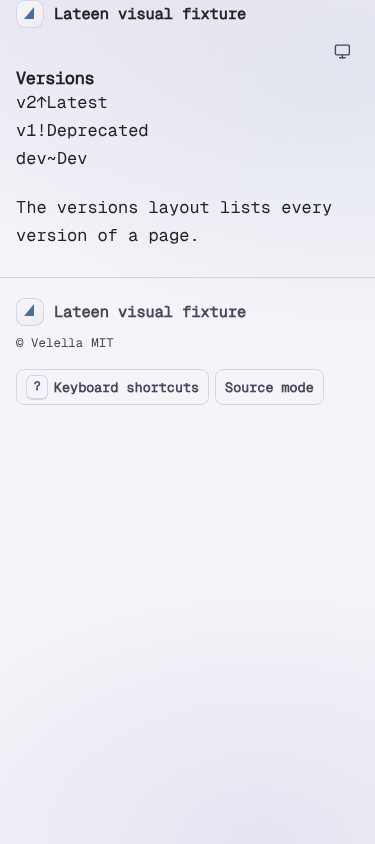 Lateen visual fixture
Versions
v2↑Latest
v1!Deprecated
dev~Dev
The versions layout lists every
version of a page.
Lateen visual fixture
© Velella MIT
? Keyboard shortcuts Source mode